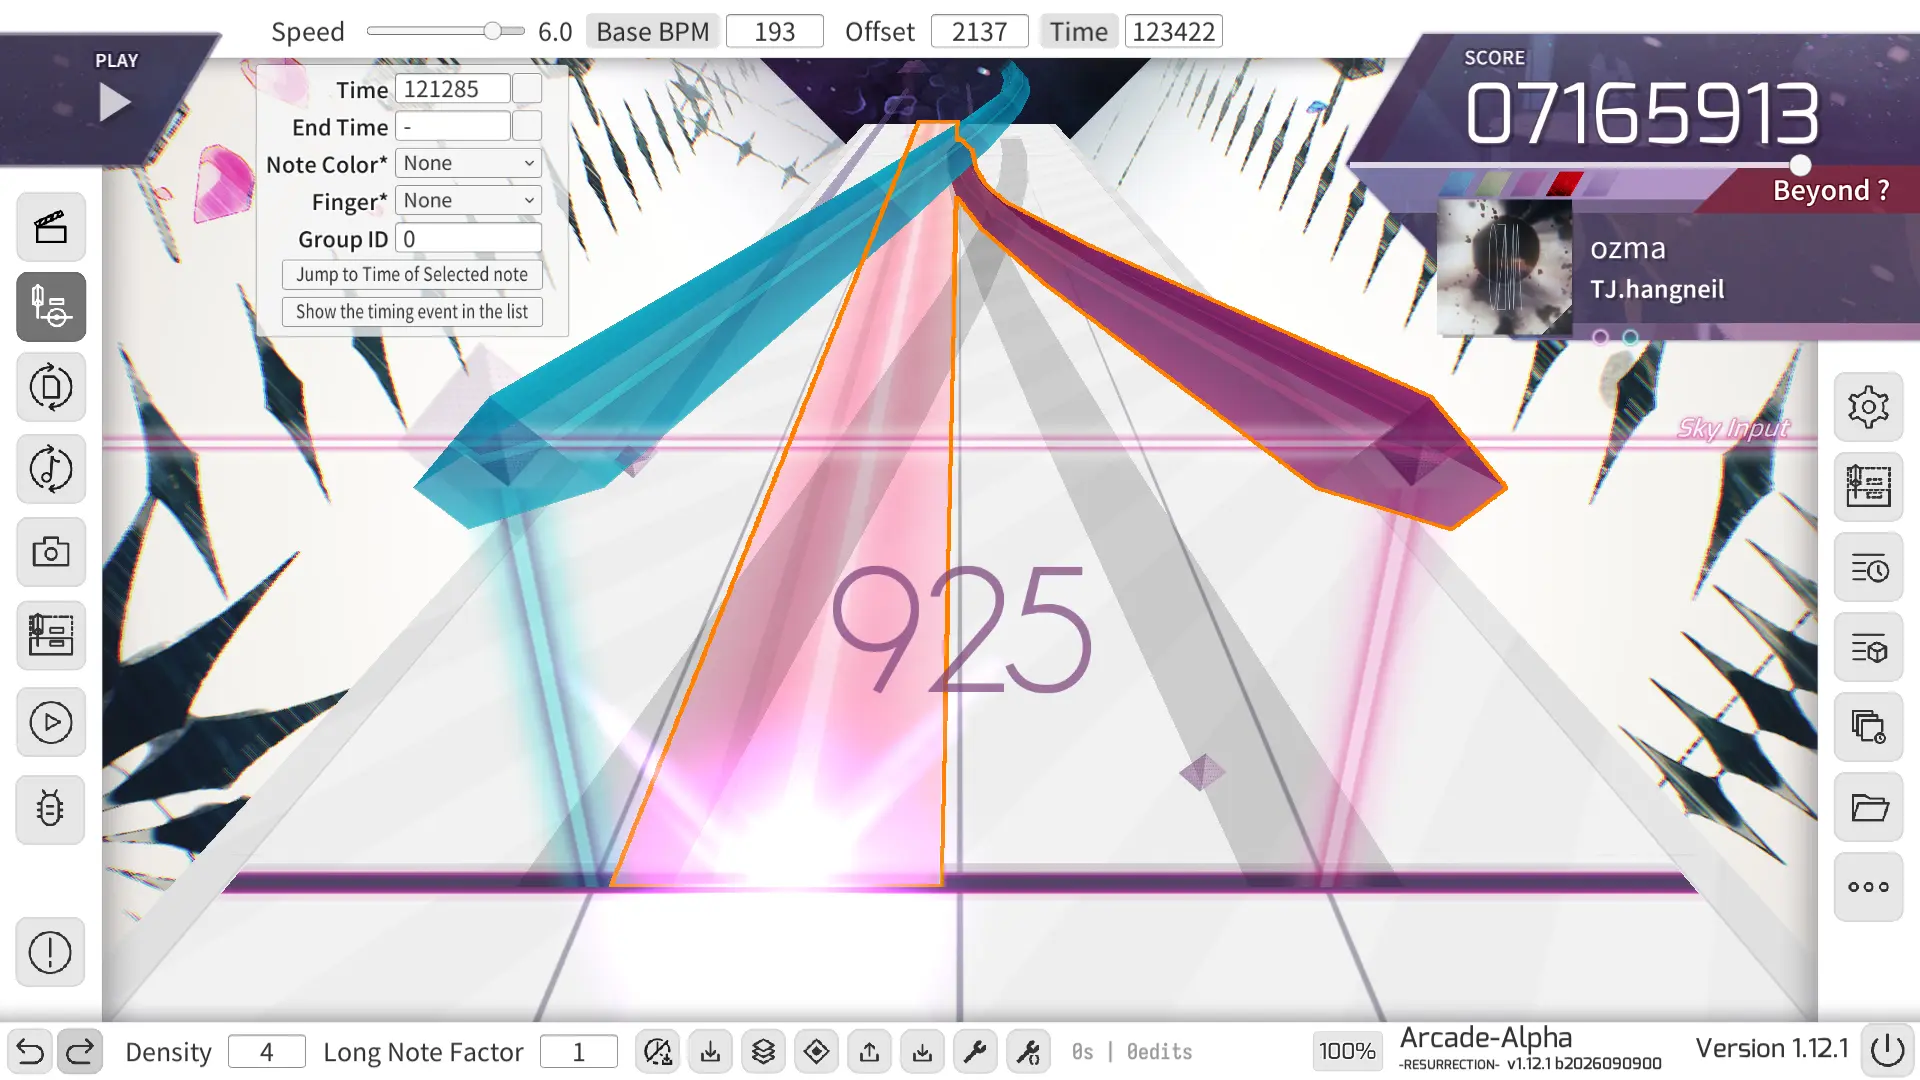 Speed 6.0 Base BPM 193 Offset 2137 Time 123422
PLAY
Time 121285
End Time -
Note Color* None
Finger* None
Group ID 0
Jump to Time of Selected note
Show the timing event in the list
SCORE
07165913
Beyond ?
ozma
TJ.hangneil
Sky Input
925
Density 4 Long Note Factor 1
0s | 0edits
100%
Arcade-Alpha
-RESURRECTION- v1.12.1 b2026090900
Version 1.12.1